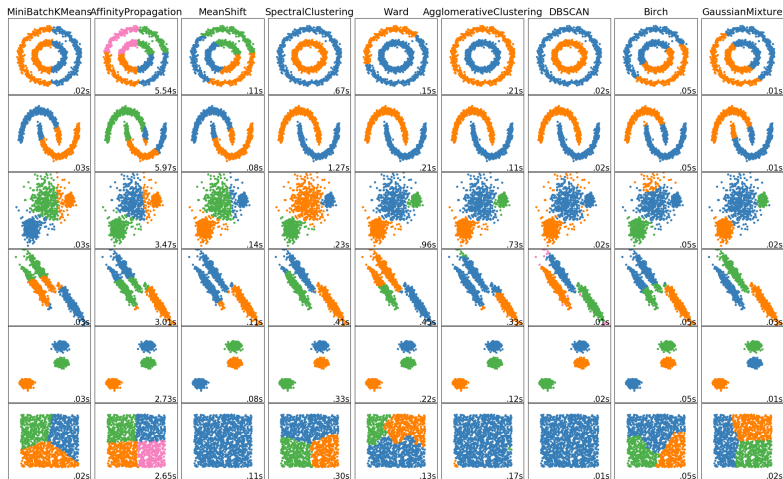 MiniBatchKMeans AffinityPropagation MeanShift SpectralClustering Ward AgglomerativeClustering DBSCAN Birch GaussianMixture
.02s 5.54s .11s .67s .15s .21s .02s .05s .01s
.03s 5.97s .08s 1.27s .21s .11s .02s .05s .01s
.03s 3.47s .14s .23s .96s .73s .02s .05s .02s
.03s 3.01s .11s .41s .45s .33s .01s .05s .03s
.03s 2.73s .08s .33s .22s .12s .02s .05s .01s
.02s 2.65s .11s .30s .13s .17s .01s .05s .02s